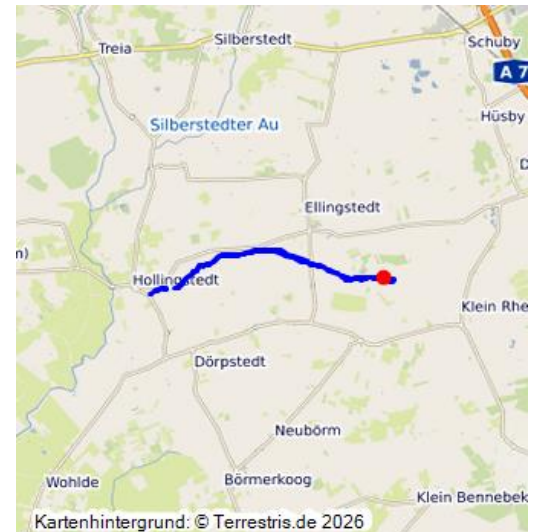 Treia
Silberstedt
Schuby
A 7
Hüsby
Silberstedter Au
Ellingstedt
m)
Hollingstedt
Klein Rhe
Dörpstedt
Neubörm
Wohlde
Börmerkoog
Klein Bennebek
Kartenhintergrund: © Terrestris.de 2026